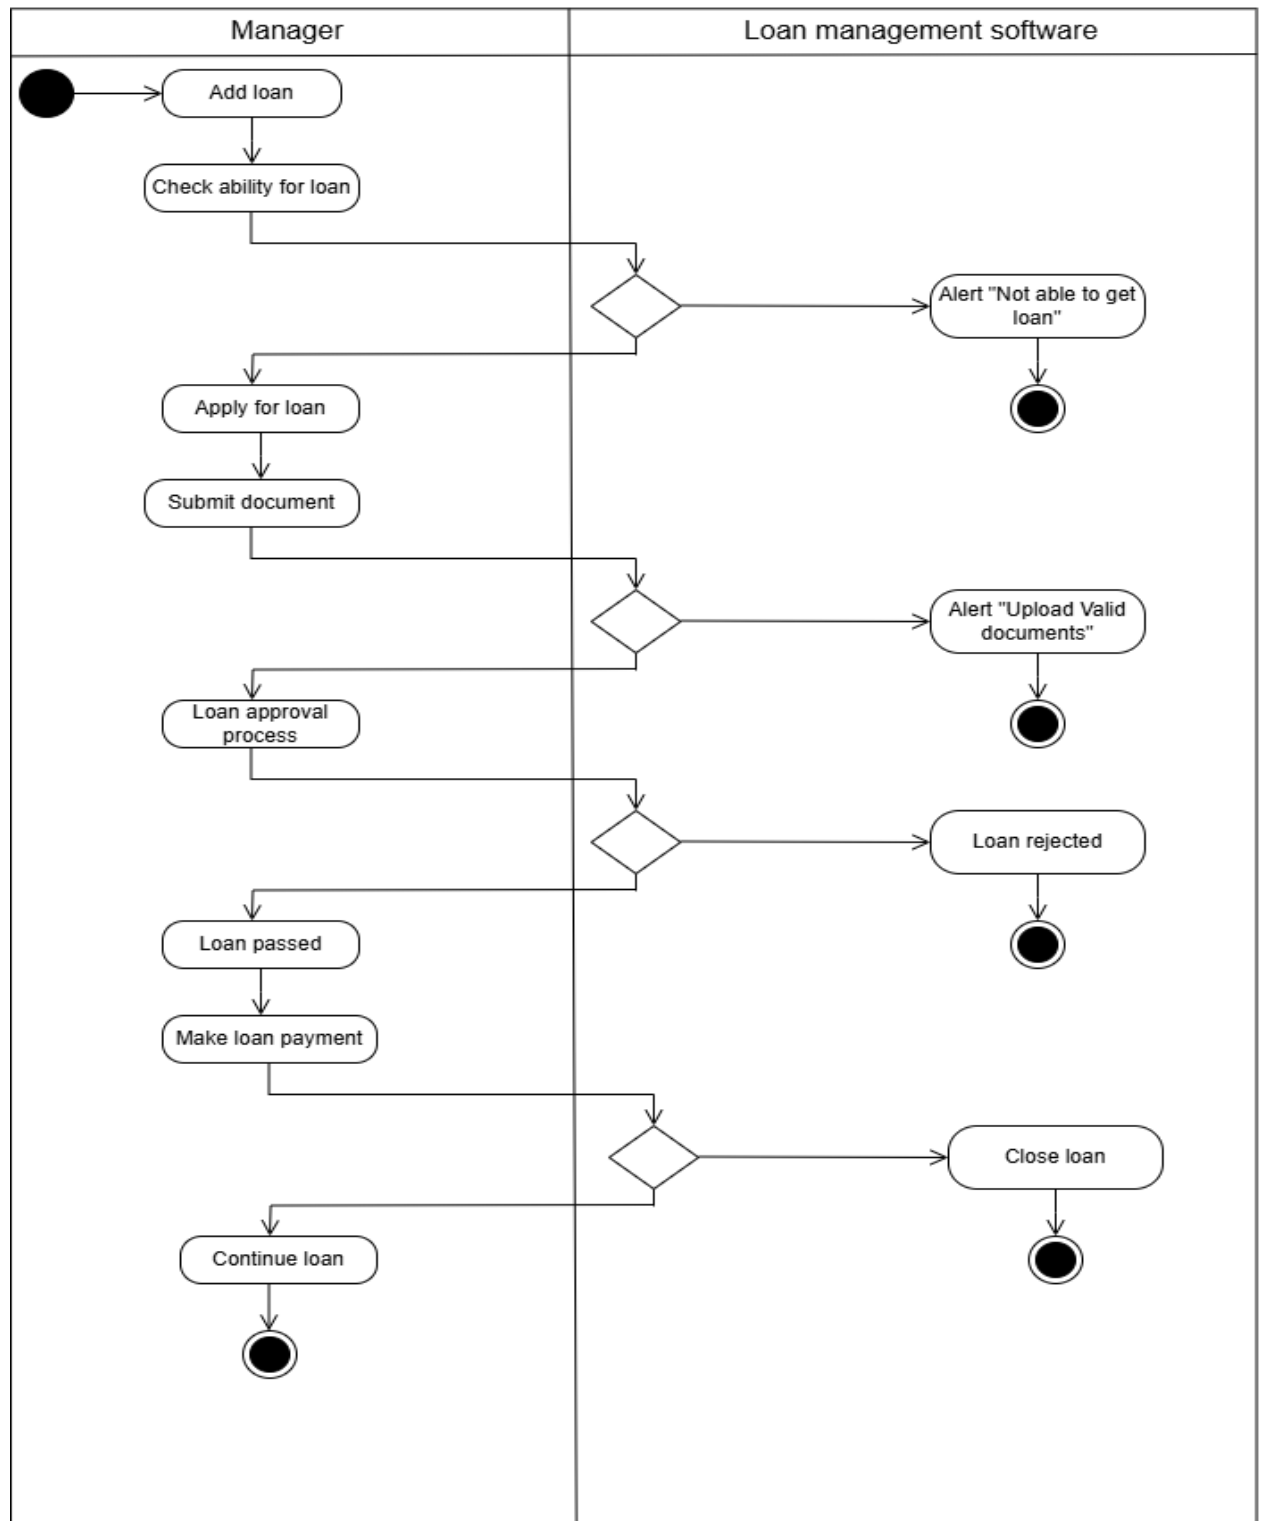 Manager
Loan management software
Add loan
Check ability for loan
Alert "Not able to get
loan"
Apply for loan
Submit document
Alert "Upload Valid
documents"
Loan approval
process
Loan rejected
Loan passed
Make loan payment
Close loan
Continue loan